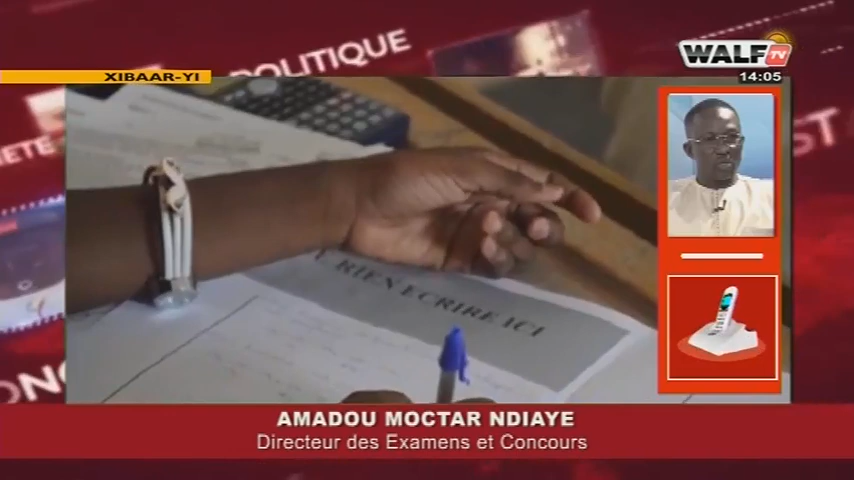 POLITIQUE
WALF TV
14:05
XIBAAR-YI
RIEN ECRIRE ICI
AMADOU MOCTAR NDIAYE
Directeur des Examens et Concours